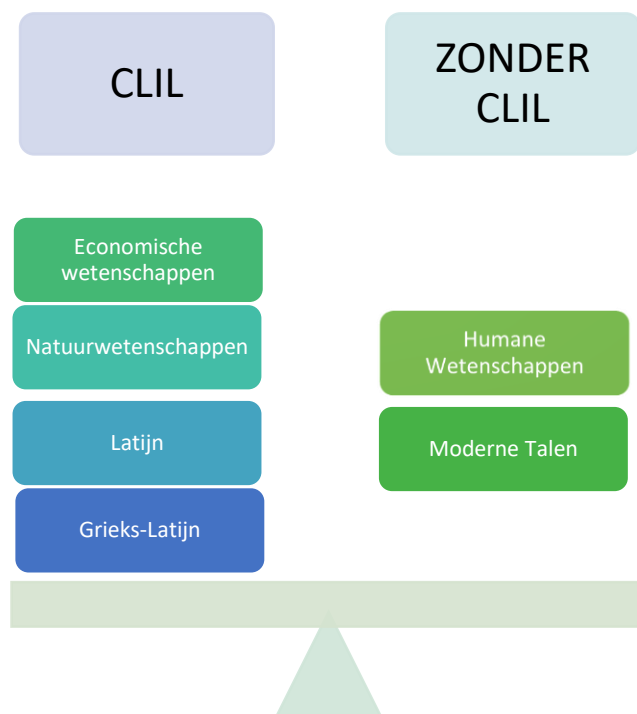 CLIL
ZONDER
CLIL
Economische
wetenschappen
Natuurwetenschappen
Latijn
Grieks-Latijn
Humane
Wetenschappen
Moderne Talen